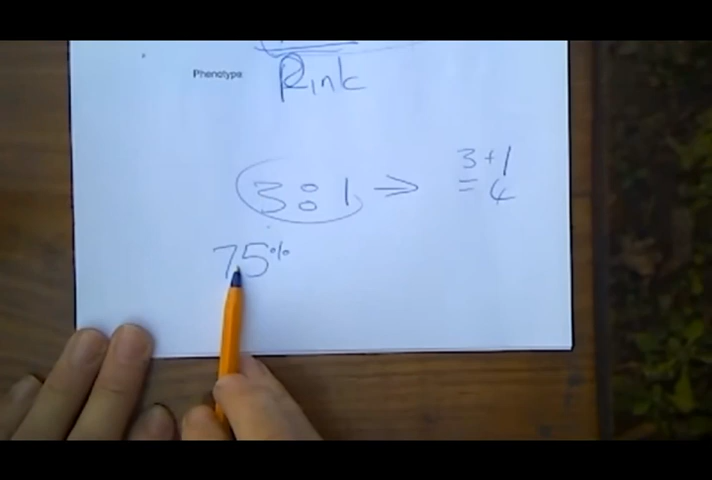 Phenotype Pink
3+1
3:1 → = 4
75%